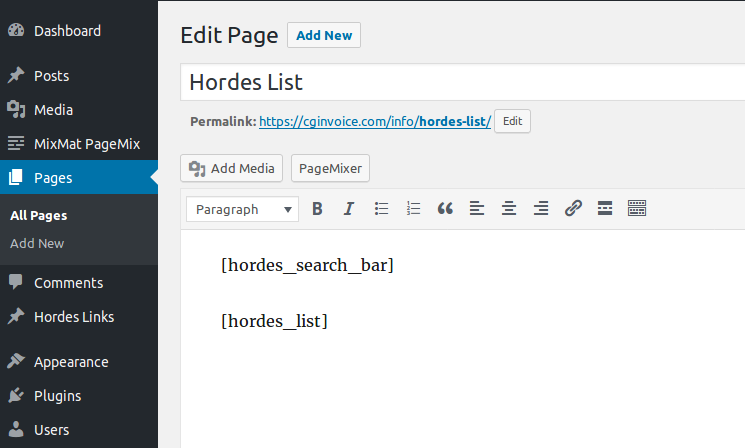 Dashboard
Posts
Media
MixMat PageMix
Pages
All Pages
Add New
Comments
Hordes Links
Appearance
Plugins
Users
Edit Page Add New
Hordes List
Permalink: https://cginvoice.com/info/hordes-list/ Edit
Add Media PageMixer
Paragraph B I
[hordes_search_bar]
[hordes_list]